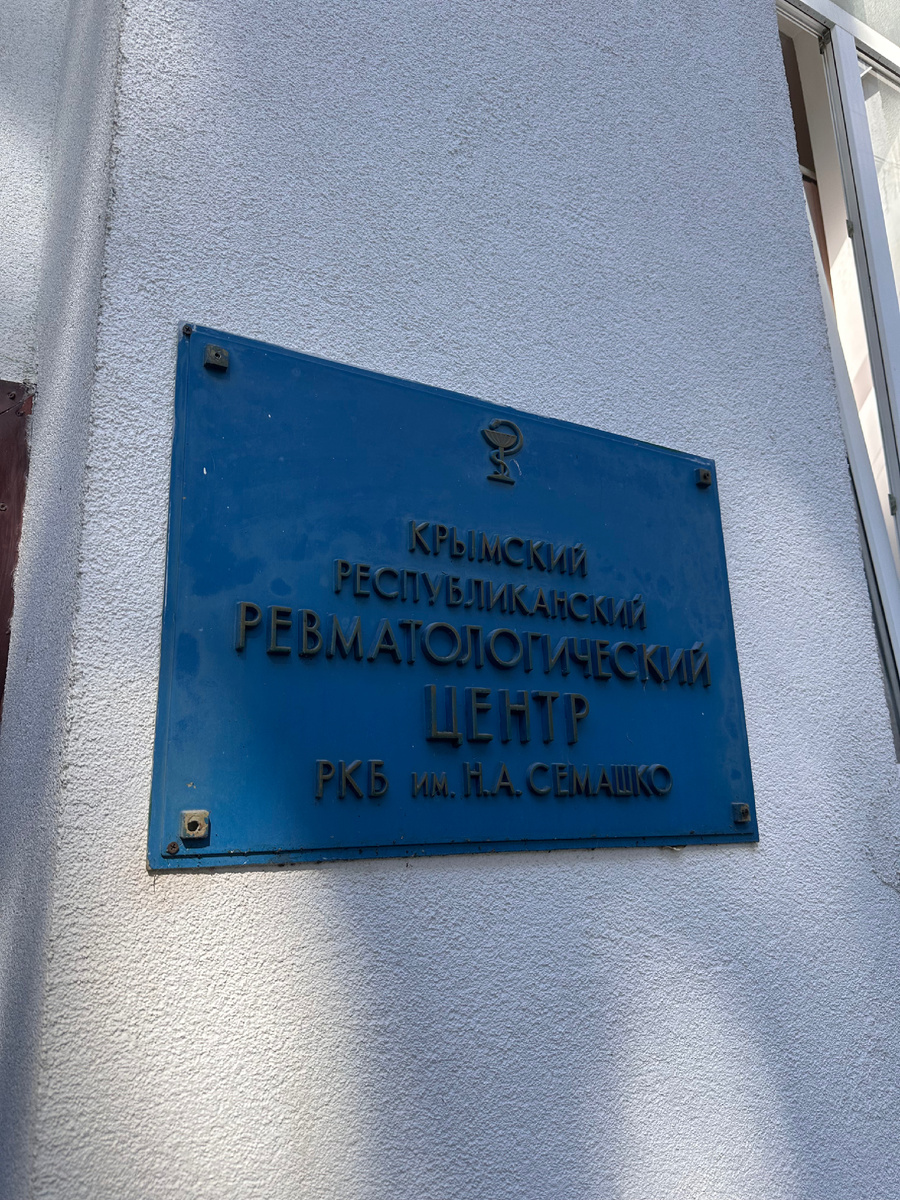 КРЫМСКИЙ
РЕСПУБЛИКАНСКИЙ
РЕВМАТОЛОГИЧЕСКИЙ
ЦЕНТР
РКБ им. Н.А. СЕМАШКО